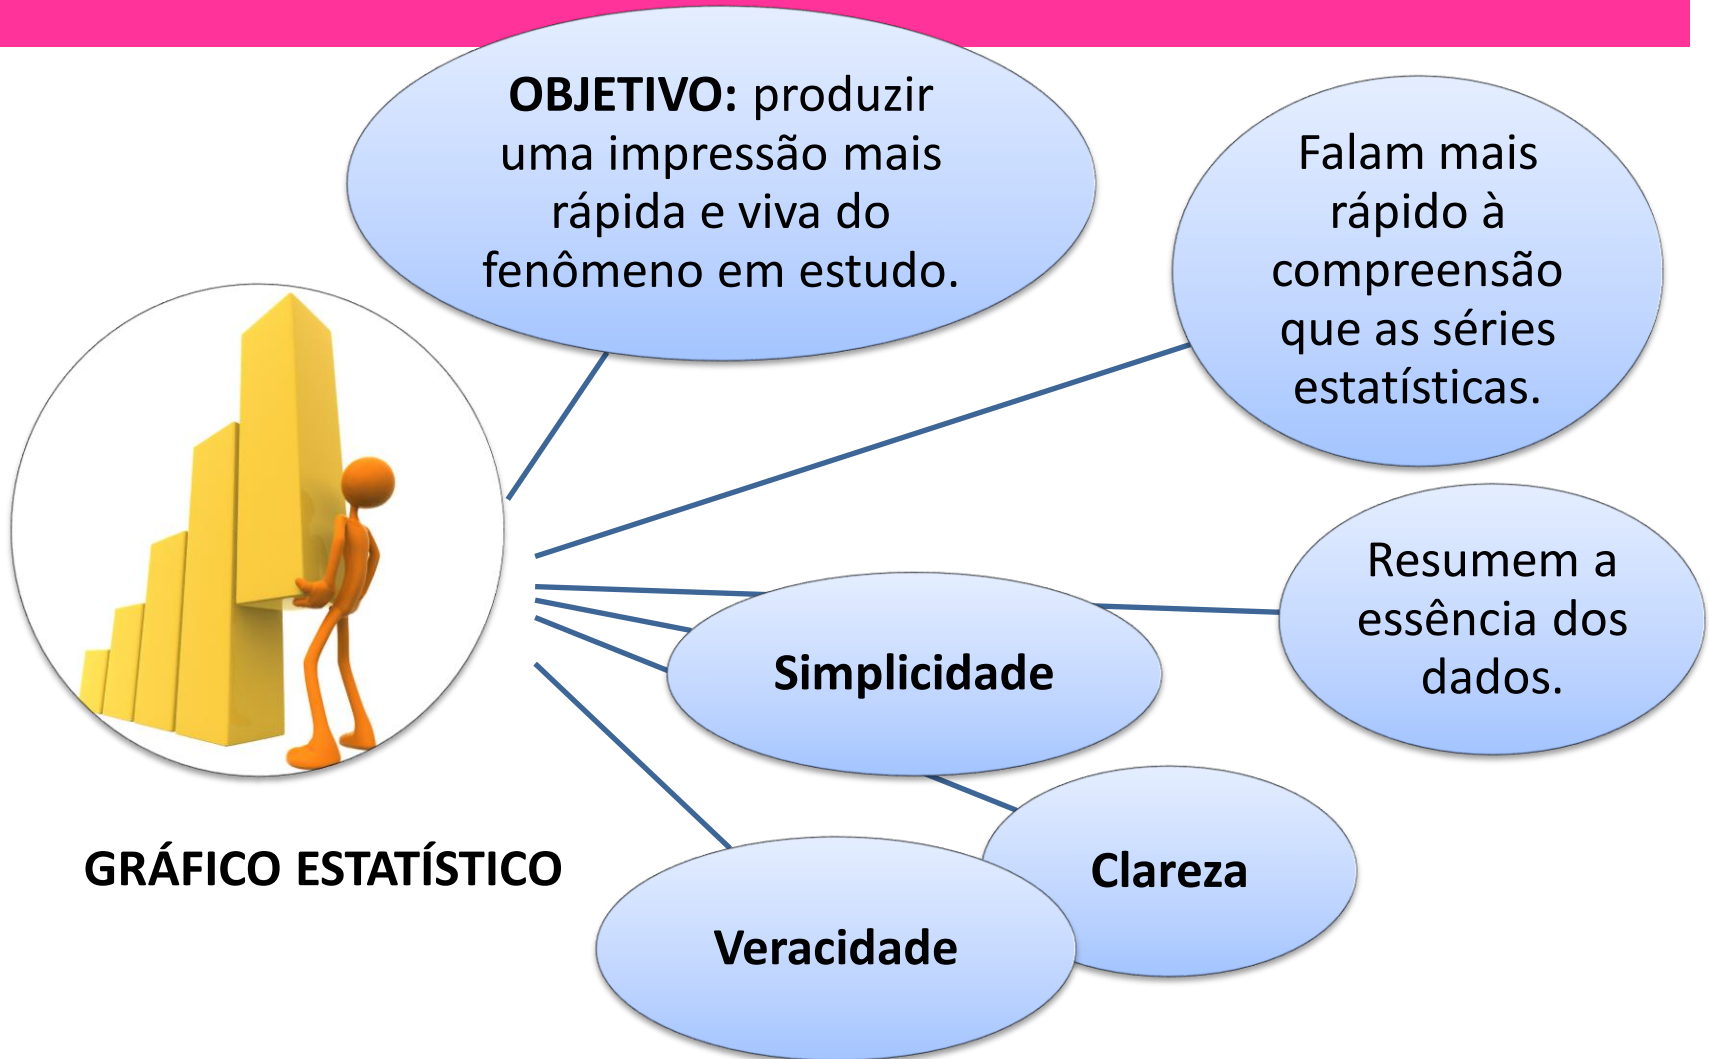 OBJETIVO: produzir
uma impressão mais
rápida e viva do
fenômeno em estudo.
Falam mais
rápido à
compreensão
que as séries
estatísticas.
Resumem a
essência dos
dados.
Simplicidade
Clareza
Veracidade
GRÁFICO ESTATÍSTICO